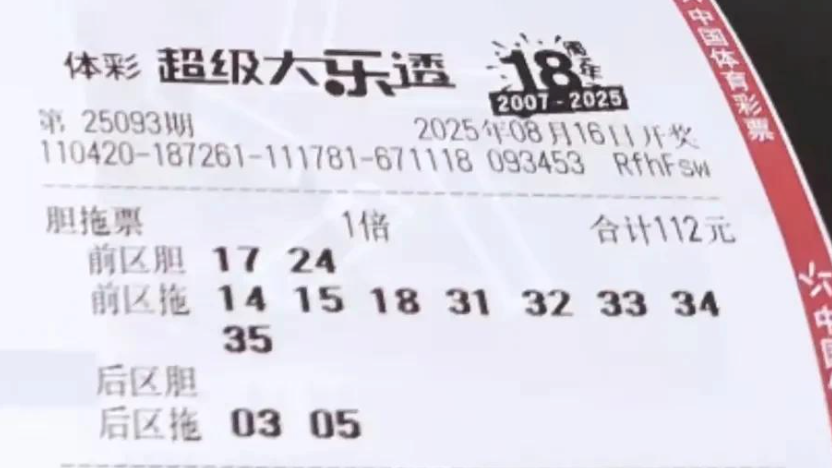 体彩 超级大乐透 18周年
2007-2025
第 25093期 2025年08月16日开奖
110420-187261-111781-671118 093453 RfhFsw
胆拖票 1倍 合计112元
前区胆 17 24
前区拖 14 15 18 31 32 33 34
35
后区胆
后区拖 03 05
中国体育彩票
中国